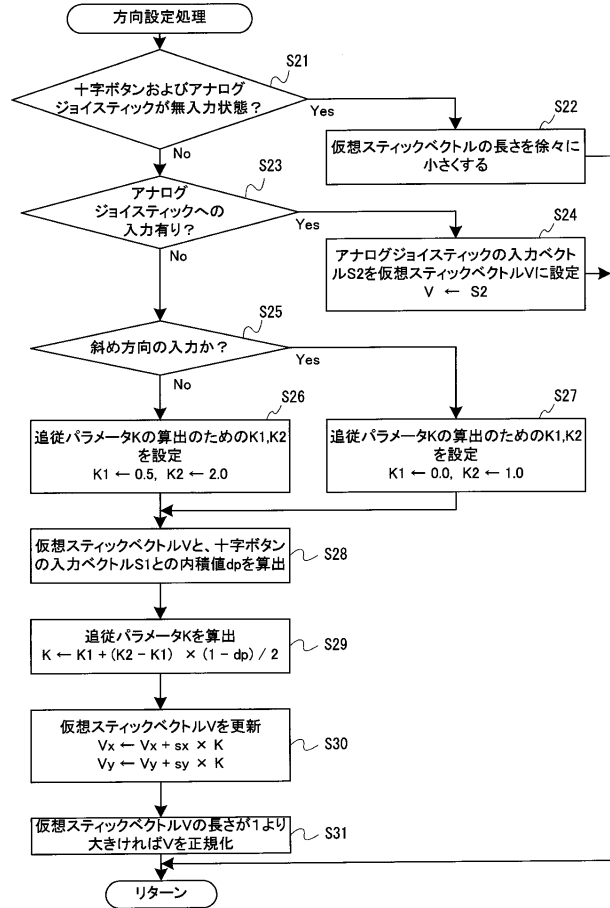 方向設定処理
S21
十字ボタンおよびアナログ
ジョイスティックが無入力状態？
Yes
No
S22
仮想スティックベクトルの長さを徐々に
小さくする
S23
アナログ
ジョイスティックへの
入力有り？
Yes
No
S24
アナログジョイスティックの入力ベクト
ルS2を仮想スティックベクトルVに設定
V ← S2
S25
斜め方向の入力か？
Yes
No
S26
追従パラメータKの算出のためのK1,K2
を設定
K1 ← 0.5, K2 ← 2.0
S27
追従パラメータKの算出のためのK1,K2
を設定
K1 ← 0.0, K2 ← 1.0
仮想スティックベクトルVと、十字ボタン
の入力ベクトルS1との内積値dpを算出
S28
追従パラメータKを算出
K ← K1 + (K2 − K1) × (1 − dp) / 2
S29
仮想スティックベクトルVを更新
Vx ← Vx + sx × K
Vy ← Vy + sy × K
S30
仮想スティックベクトルVの長さが1より
大きければVを正規化
S31
リターン